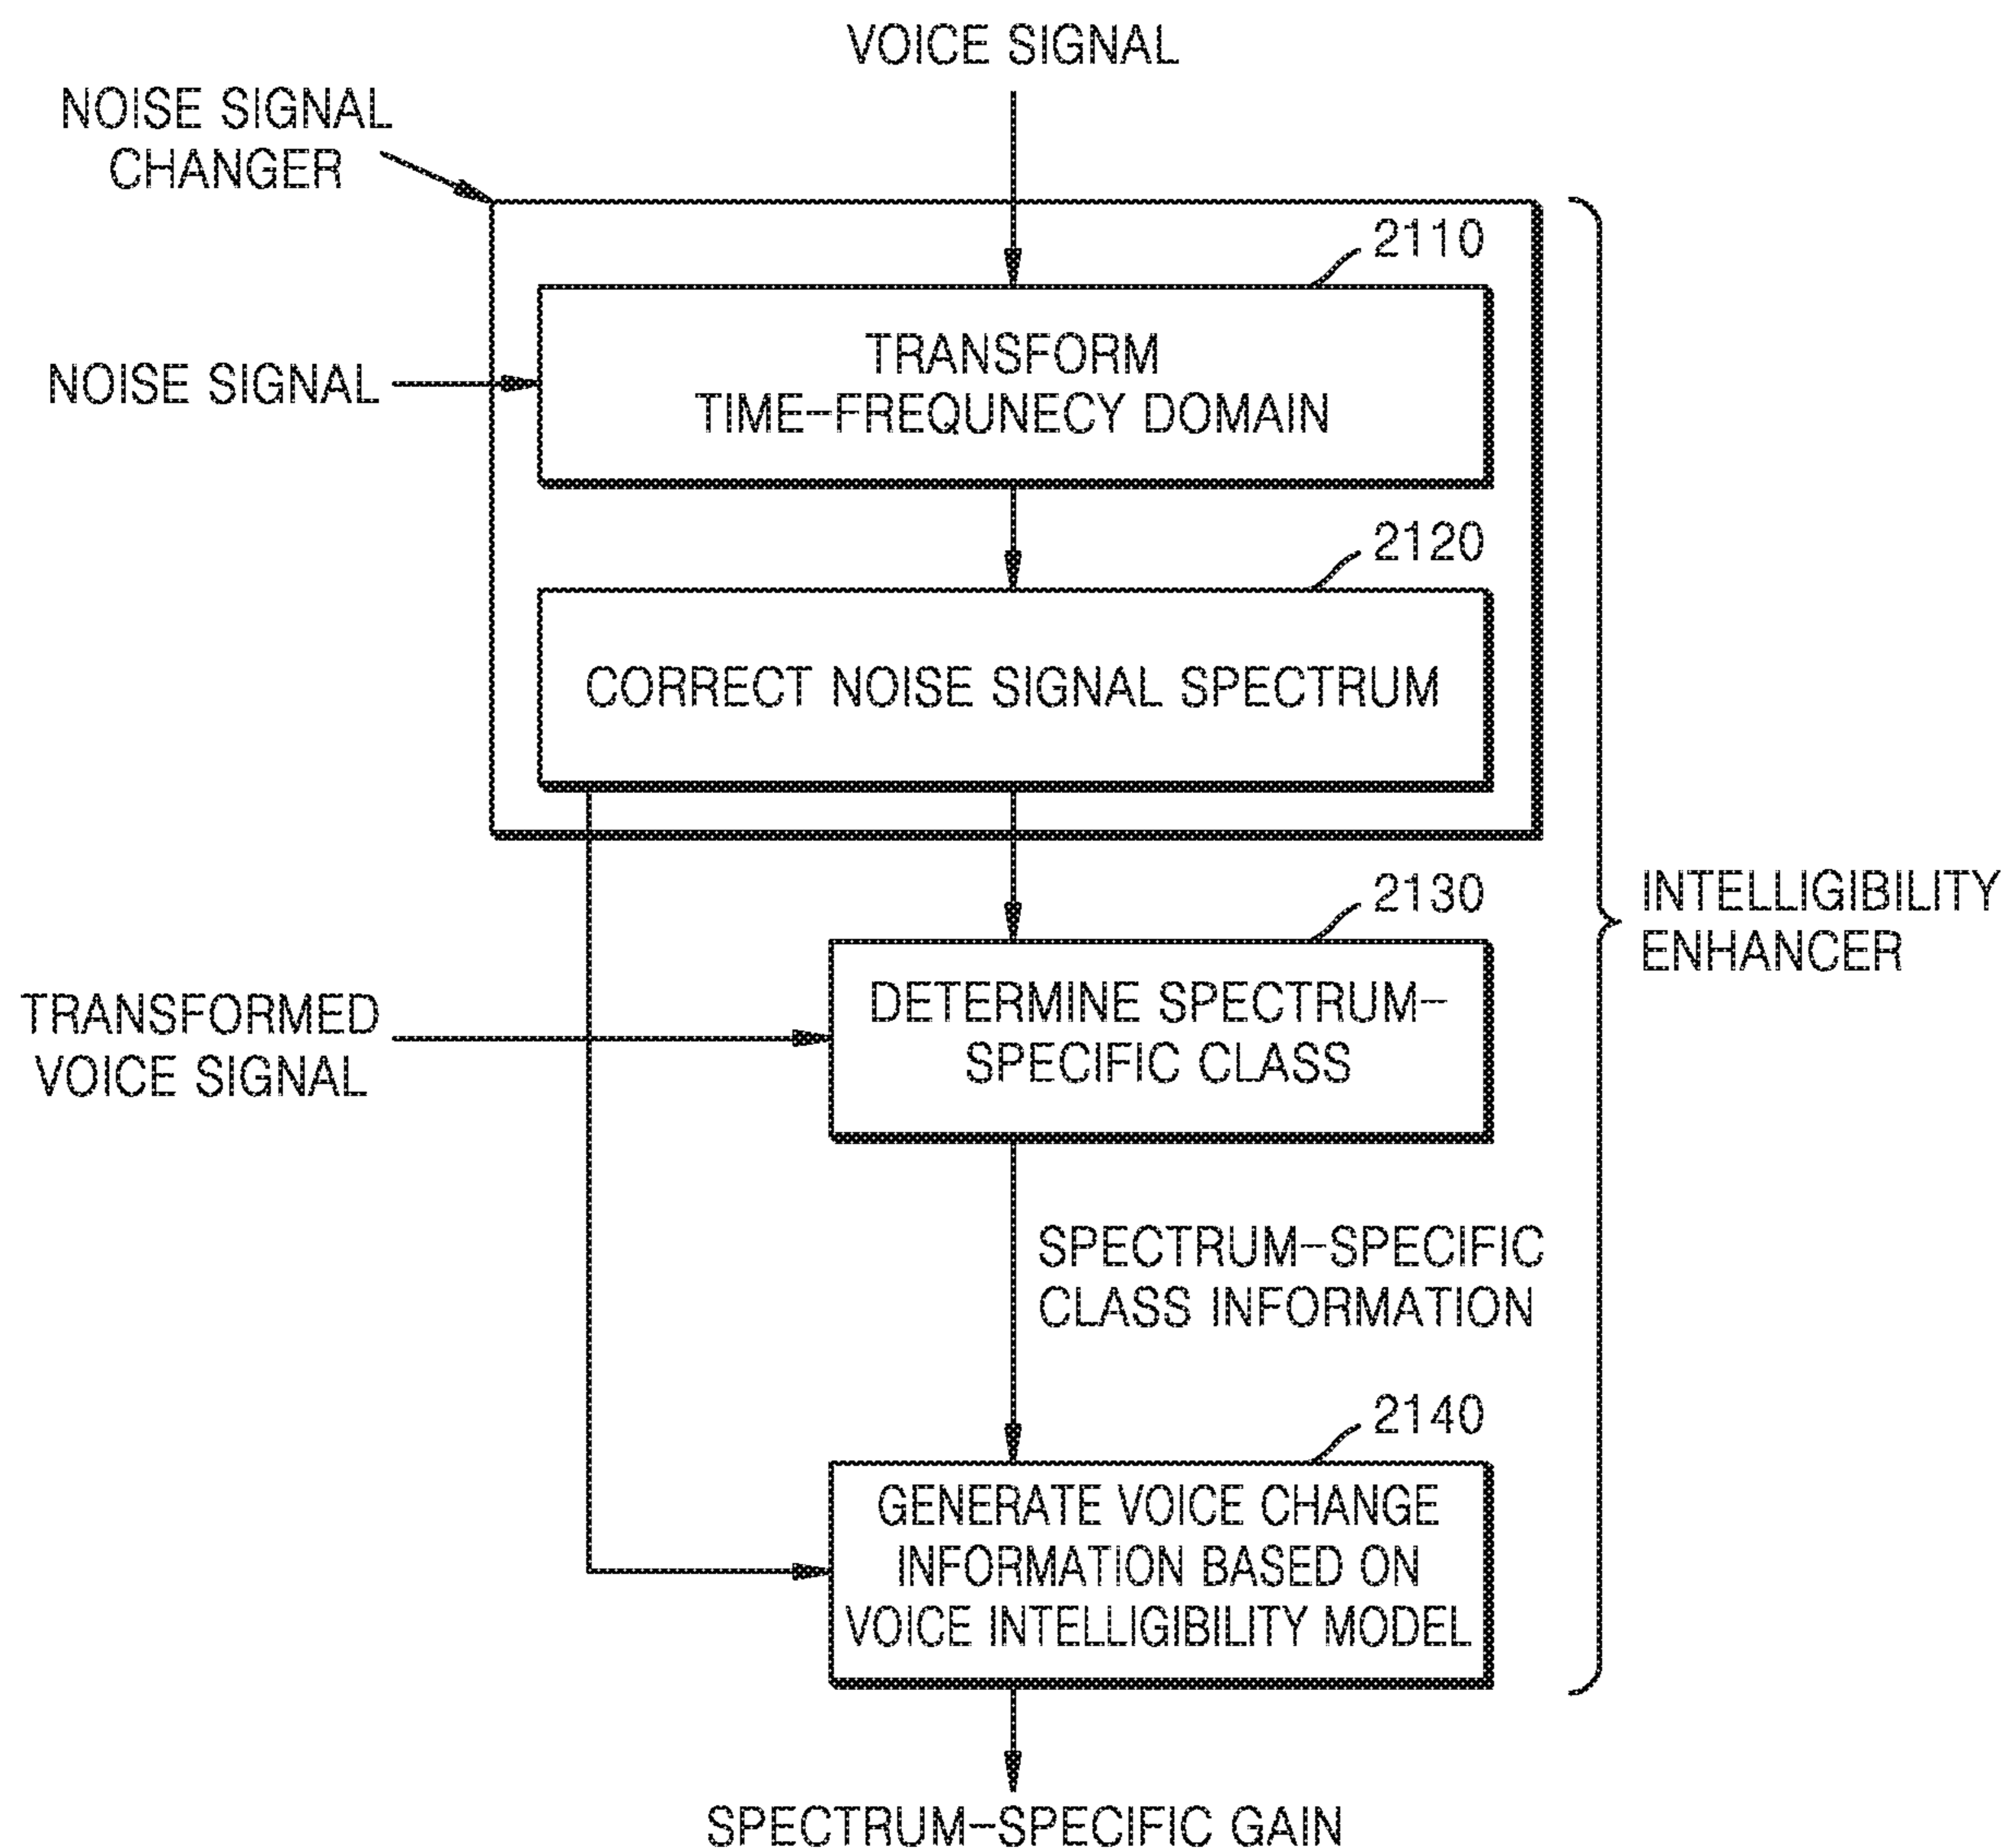 VOICE SIGNAL
NOISE SIGNAL
CHANGER
2110
TRANSFORM
TIME-FREQUNECY DOMAIN
NOISE SIGNAL
2120
CORRECT NOISE SIGNAL SPECTRUM
INTELLIGIBILITY
ENHANCER
2130
DETERMINE SPECTRUM-
SPECIFIC CLASS
TRANSFORMED
VOICE SIGNAL
SPECTRUM-SPECIFIC
CLASS INFORMATION
2140
GENERATE VOICE CHANGE
INFORMATION BASED ON
VOICE INTELLIGIBILITY MODEL
SPECTRUM-SPECIFIC GAIN